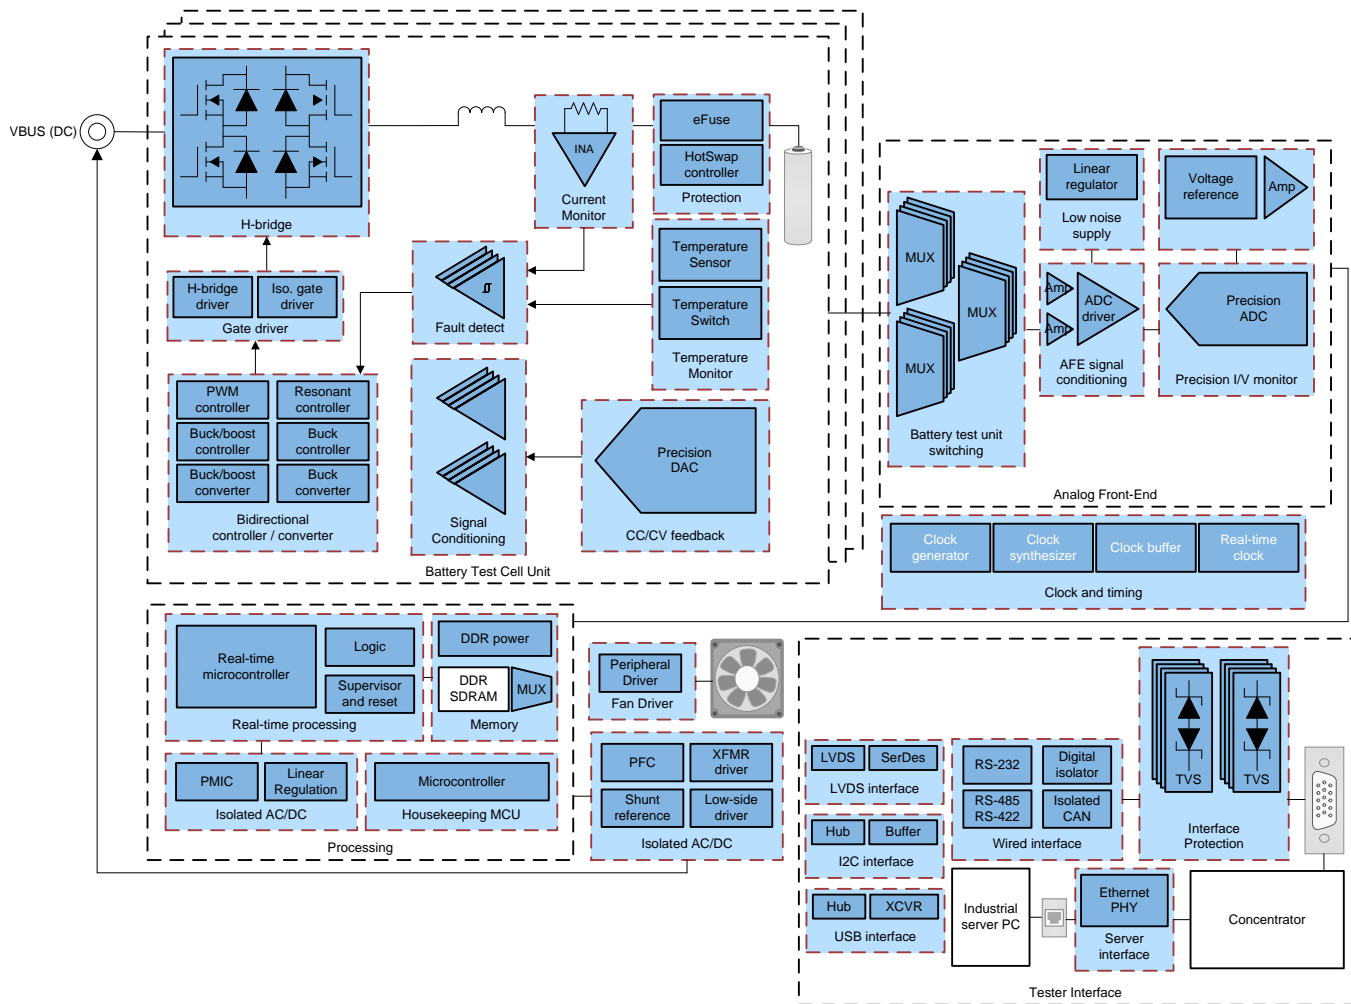 VBUS (DC)
H-bridge
INA
Current
Monitor
eFuse
HotSwap
controller
Protection
H-bridge
driver
Iso. gate
driver
Gate driver
Fault detect
Temperature
Sensor
Temperature
Switch
Temperature
Monitor
PWM
controller
Resonant
controller
Buck/boost
controller
Buck
controller
Buck/boost
converter
Buck
converter
Bidirectional
controller / converter
Signal
Conditioning
Precision
DAC
CC/CV feedback
Battery Test Cell Unit
MUX
MUX
MUX
Battery test unit
switching
Linear
regulator
Low noise
supply
Voltage
reference
Amp
Amp
Amp
ADC
driver
AFE signal
conditioning
Precision
ADC
Precision I/V monitor
Analog Front-End
Clock
generator
Clock
synthesizer
Clock buffer
Real-time
clock
Clock and timing
Real-time
microcontroller
Logic
Supervisor
and reset
Real-time processing
DDR power
DDR
SDRAM
MUX
Memory
PMIC
Linear
Regulation
Isolated AC/DC
Microcontroller
Housekeeping MCU
Processing
Peripheral
Driver
Fan Driver
PFC
XFMR
driver
Shunt
reference
Low-side
driver
Isolated AC/DC
LVDS
SerDes
LVDS interface
Hub
Buffer
I2C interface
Hub
XCVR
USB interface
RS-232
Digital
isolator
RS-485
RS-422
Isolated
CAN
Wired interface
TVS
TVS
Interface
Protection
Industrial
server PC
Ethernet
PHY
Server
interface
Concentrator
Tester Interface